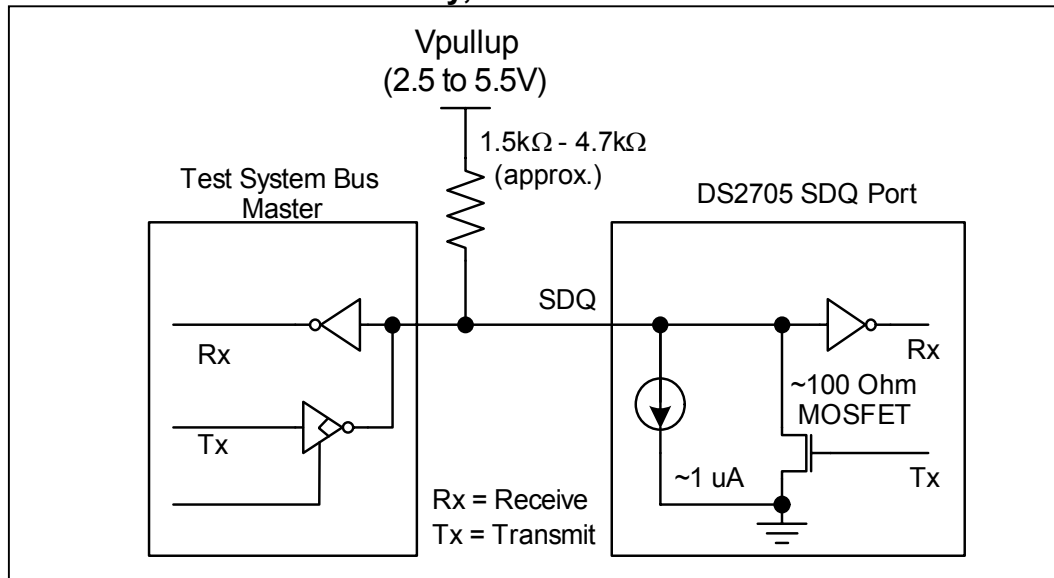 Vpullup
(2.5 to 5.5V)
1.5kΩ - 4.7kΩ
(approx.)
Test System Bus
Master
DS2705 SDQ Port
SDQ
Rx
Rx
~100 Ohm
MOSFET
Tx
~1 uA
Tx
Rx = Receive
Tx = Transmit